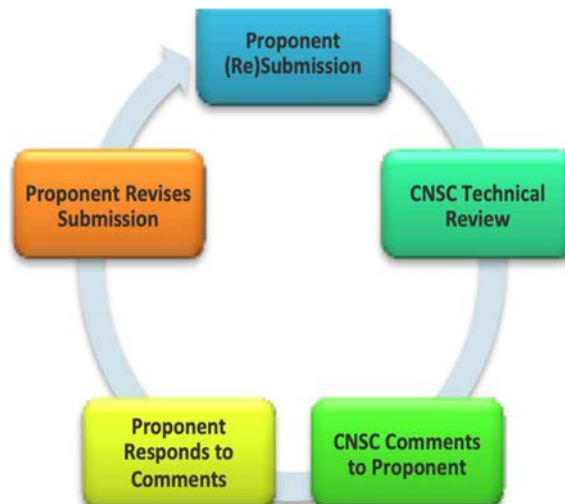 Proponent
(Re)Submission
CNSC Technical
Review
CNSC Comments
to Proponent
Proponent
Responds to
Comments
Proponent Revises
Submission